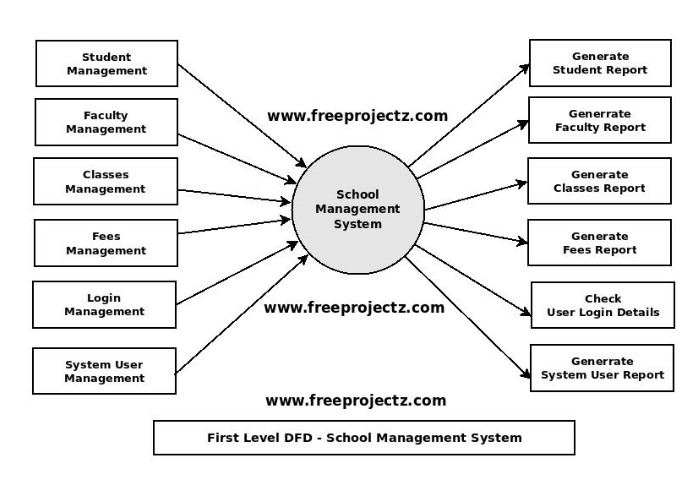 Student
Management
Generate
Student Report
www.freeprojectz.com
Faculty
Management
Generrate
Faculty Report
Classes
Management
School
Management
System
Generate
Classes Report
Fees
Management
Generate
Fees Report
Login
Management
www.freeprojectz.com
Check
User Login Details
System User
Management
Generrate
System User Report
www.freeprojectz.com
First Level DFD - School Management System